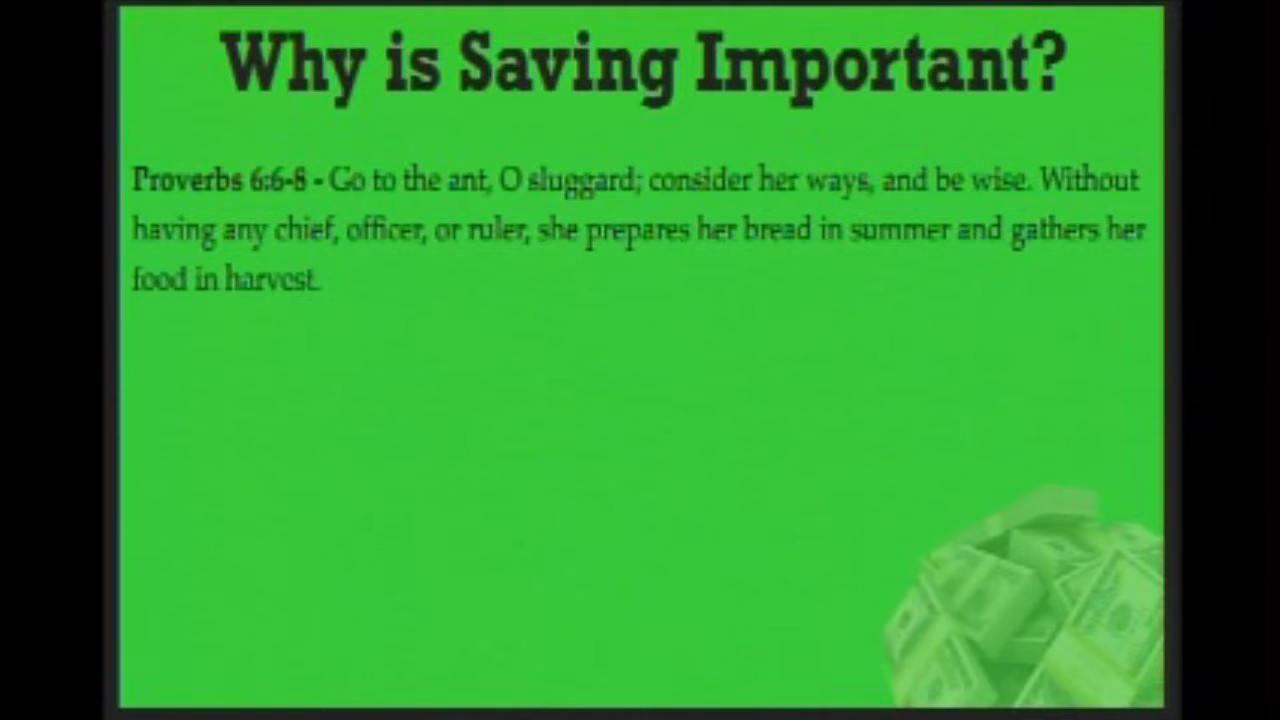 Why is Saving Important?
Proverbs 6:6-8 - Go to the ant, O sluggard; consider her ways, and be wise. Without
having any chief, officer, or ruler, she prepares her bread in summer and gathers her
food in harvest.